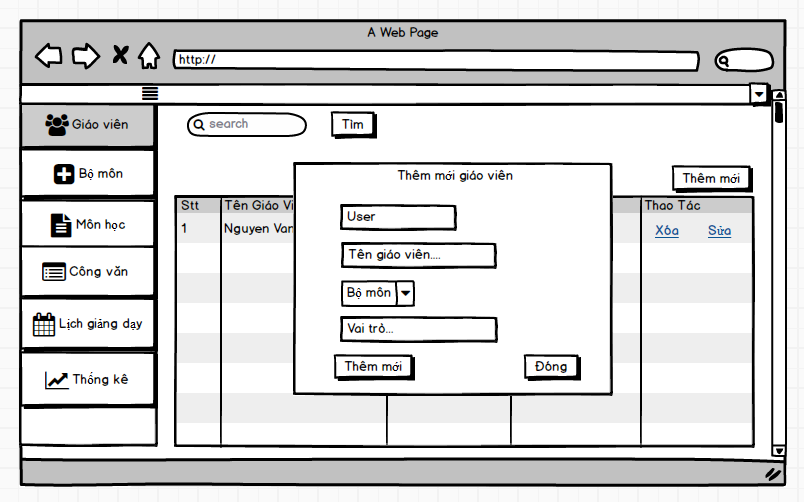 A Web Page
http://
Giáo viên
Bộ môn
Môn học
Công văn
Lịch giảng dạy
Thống kê
search
Tìm
Thêm mới
Stt
Tên Giáo Vi
Thao Tác
1
Nguyen Van
Xóa
Sửa
Thêm mới giáo viên
User
Tên giáo viên....
Bộ môn
Vai trò...
Thêm mới
Đóng